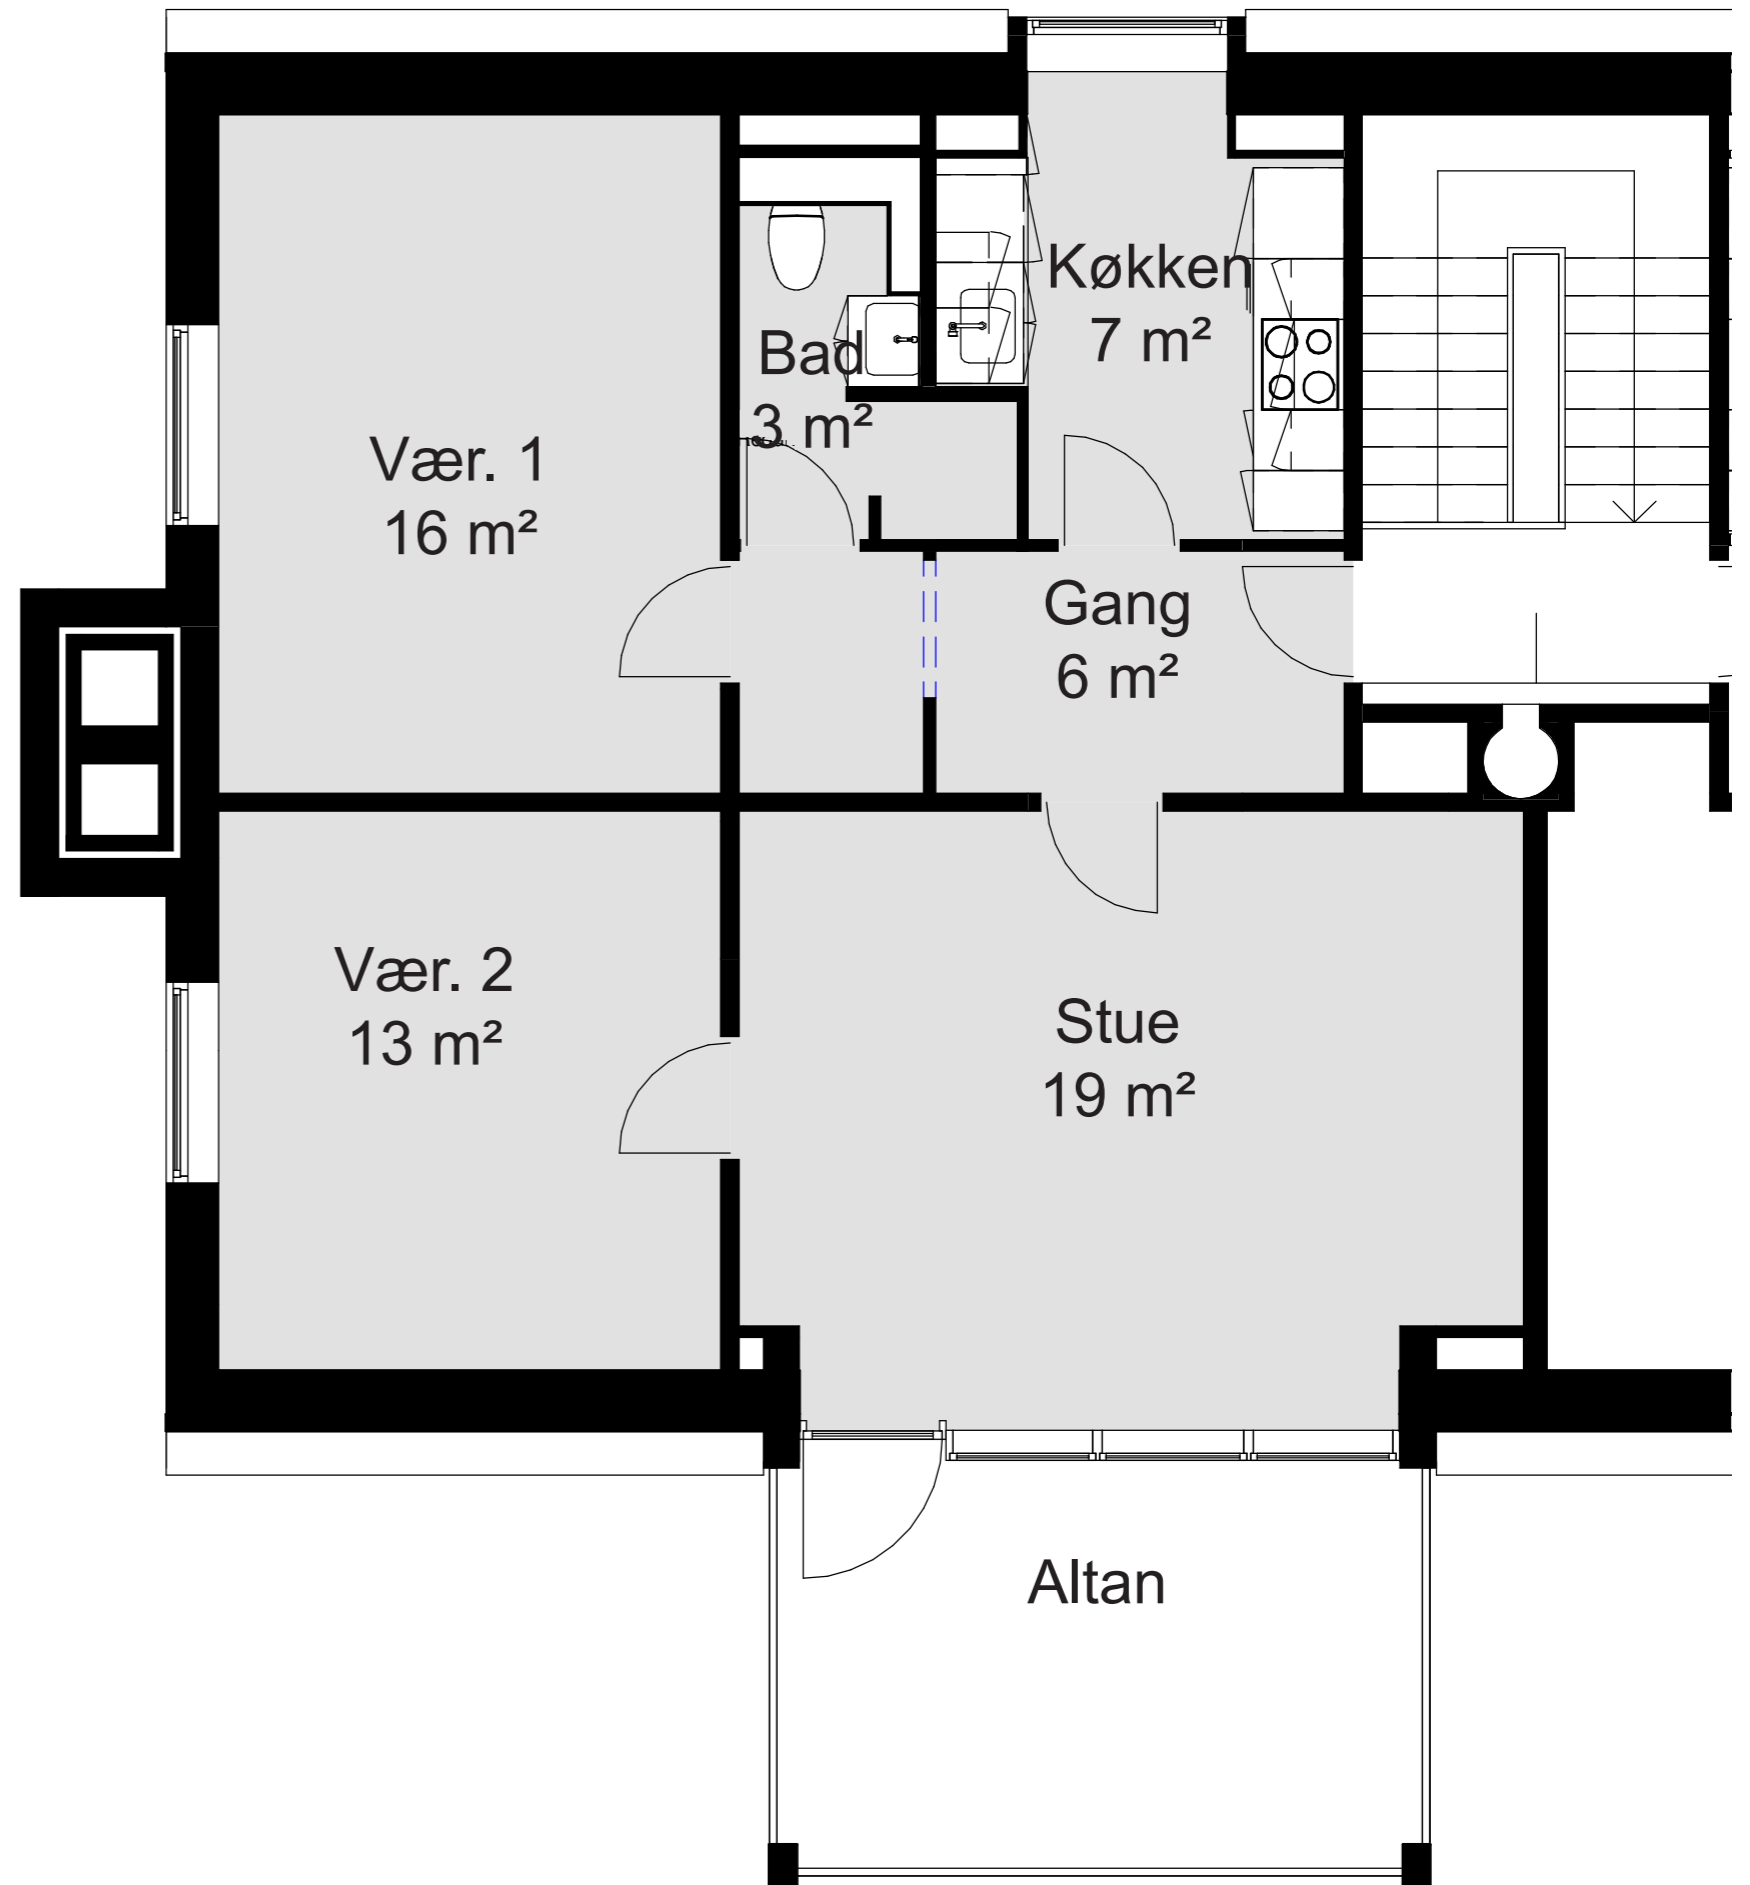 Køkken
7 m²
Bad
3 m²
Vær. 1
16 m²
Gang
6 m²
Vær. 2
13 m²
Stue
19 m²
Altan